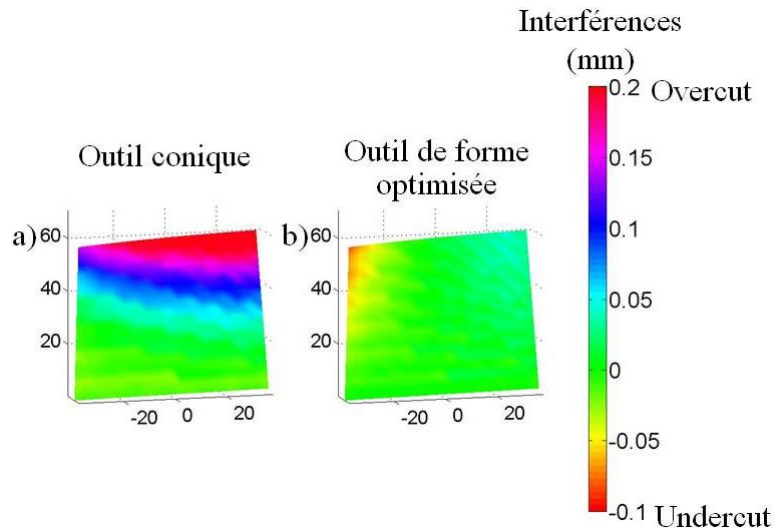 Interférences
(mm)
0.2 Overcut
0.15
0.1
0.05
0
-0.05
-0.1 Undercut
Outil conique
a)
60
40
20
-20 0 20
Outil de forme
optimisée
b)
60
40
20
-20 0 20